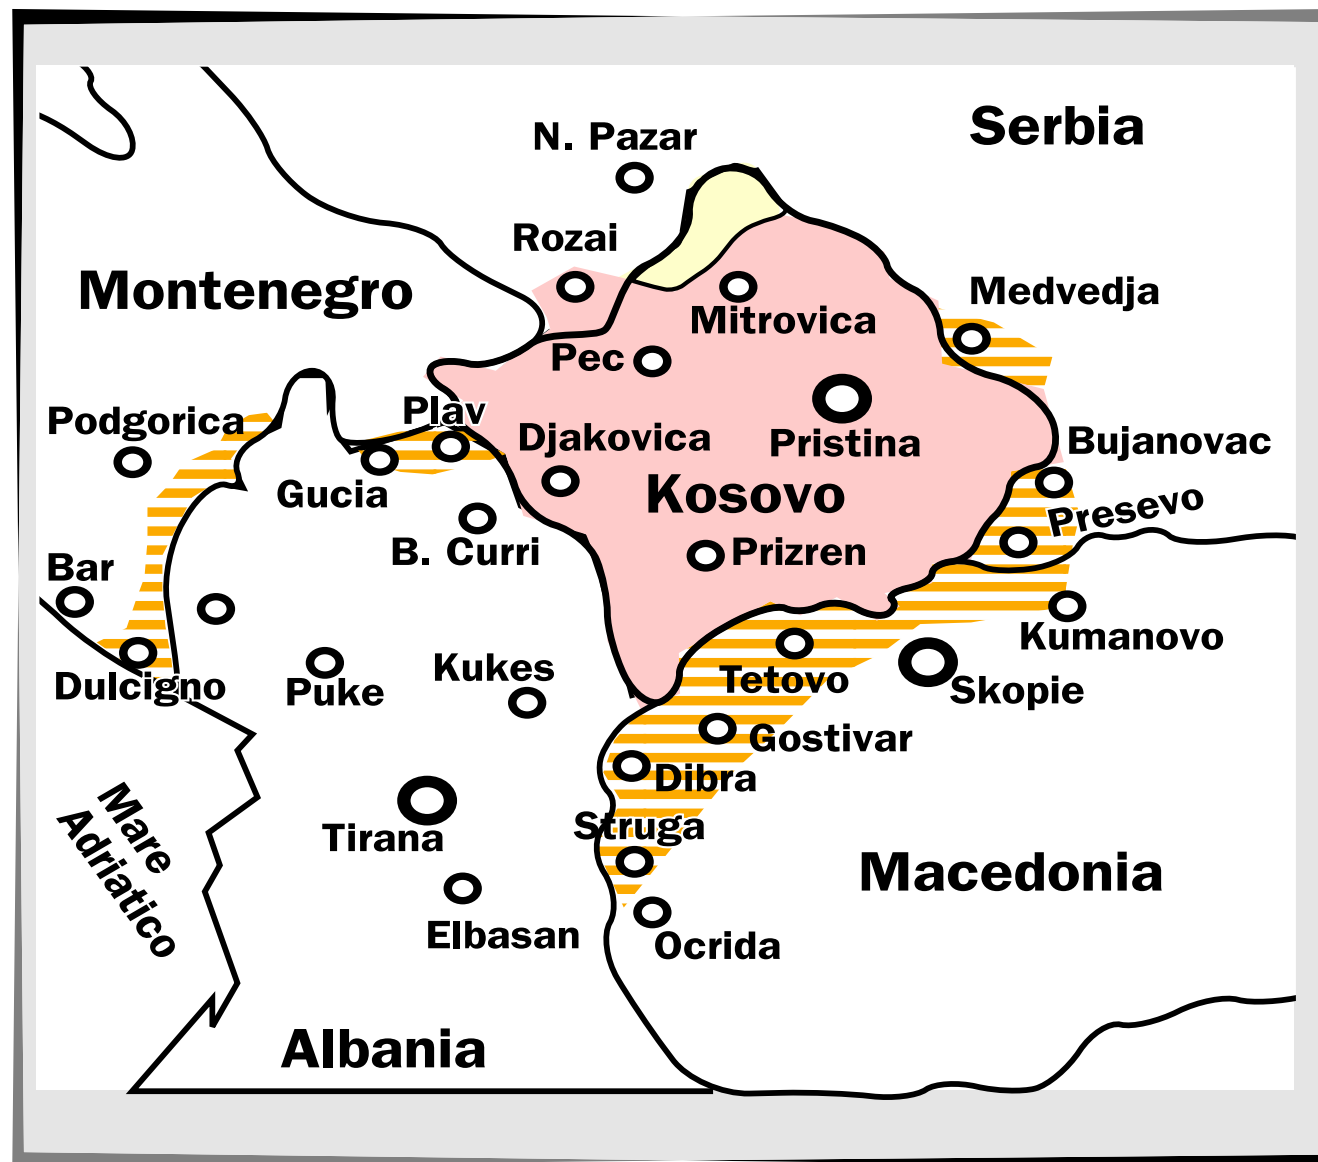 Serbia
N. Pazar
Rozai
Montenegro
Medvedja
Mitrovica
Pec
Plav
Podgorica
Djakovica
Pristina
Bujanovac
Gucia
Kosovo
Presevo
B. Curri
Prizren
Bar
Kumanovo
Kukes
Tetovo
Dulcigno
Puke
Skopie
Gostivar
Dibra
Mare
Adriatico
Struga
Tirana
Macedonia
Elbasan
Ocrida
Albania